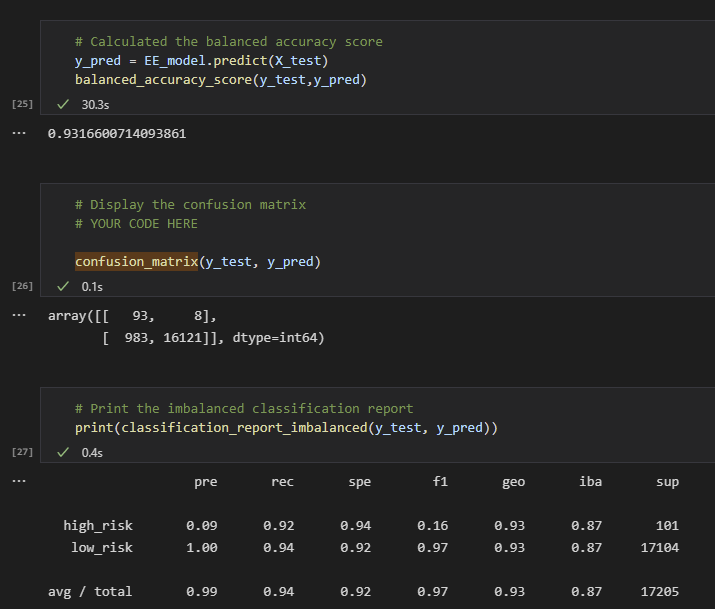 # Calculated the balanced accuracy score
y_pred = EE_model.predict(X_test)
balanced_accuracy_score(y_test,y_pred)
[25] ✓ 30.3s
... 0.9316600714093861
# Display the confusion matrix
# YOUR CODE HERE
confusion_matrix(y_test, y_pred)
[26] ✓ 0.1s
... array([[   93,     8],
       [  983, 16121]], dtype=int64)
# Print the imbalanced classification report
print(classification_report_imbalanced(y_test, y_pred))
[27] ✓ 0.4s
... pre rec spe f1 geo iba sup
high_risk 0.09 0.92 0.94 0.16 0.93 0.87 101
low_risk 1.00 0.94 0.92 0.97 0.93 0.87 17104
avg / total 0.99 0.94 0.92 0.97 0.93 0.87 17205